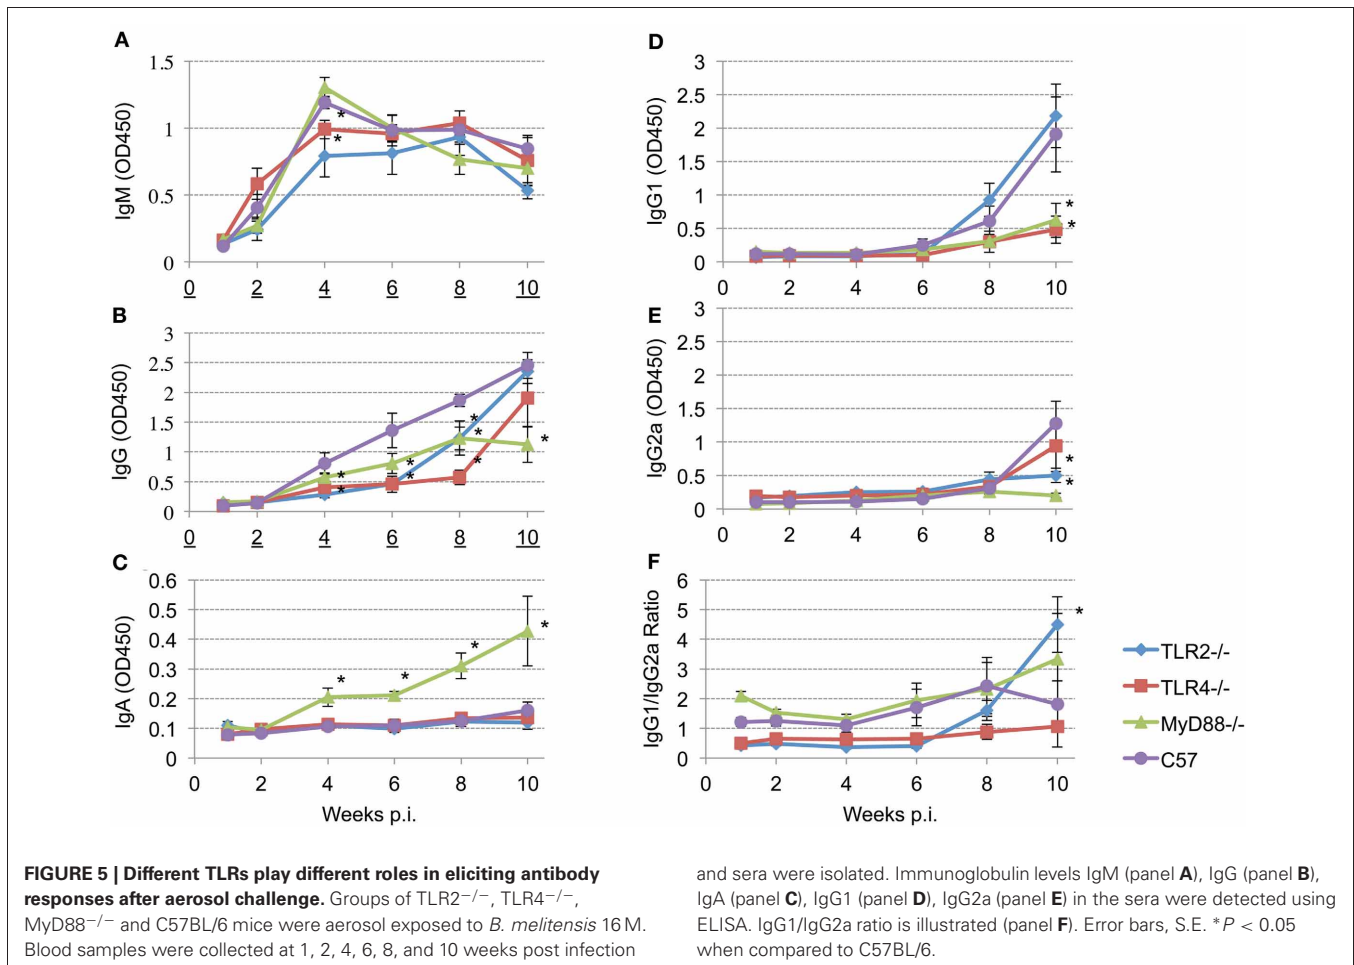 A
1.5
1
0.5
0
IgM (OD450)
0 2 4 6 8 10
* *
B
3
2.5
2
1.5
1
0.5
0
IgG (OD450)
0 2 4 6 8 10
* * * * * * * *
C
0.6
0.5
0.4
0.3
0.2
0.1
0
IgA (OD450)
0 2 4 6 8 10
* * * *
Weeks p.i.
D
3
2.5
2
1.5
1
0.5
0
IgG1 (OD450)
0 2 4 6 8 10
* *
E
3
2.5
2
1.5
1
0.5
0
IgG2a (OD450)
0 2 4 6 8 10
* *
F
6
5
4
3
2
1
0
IgG1/IgG2a Ratio
0 2 4 6 8 10
*
Weeks p.i.
TLR2-/-
TLR4-/-
MyD88-/-
C57
FIGURE 5 | Different TLRs play different roles in eliciting antibody
responses after aerosol challenge. Groups of TLR2−/−, TLR4−/−,
MyD88−/− and C57BL/6 mice were aerosol exposed to B. melitensis 16 M.
Blood samples were collected at 1, 2, 4, 6, 8, and 10 weeks post infection
and sera were isolated. Immunoglobulin levels IgM (panel A), IgG (panel B),
IgA (panel C), IgG1 (panel D), IgG2a (panel E) in the sera were detected using
ELISA. IgG1/IgG2a ratio is illustrated (panel F). Error bars, S.E. *P < 0.05
when compared to C57BL/6.